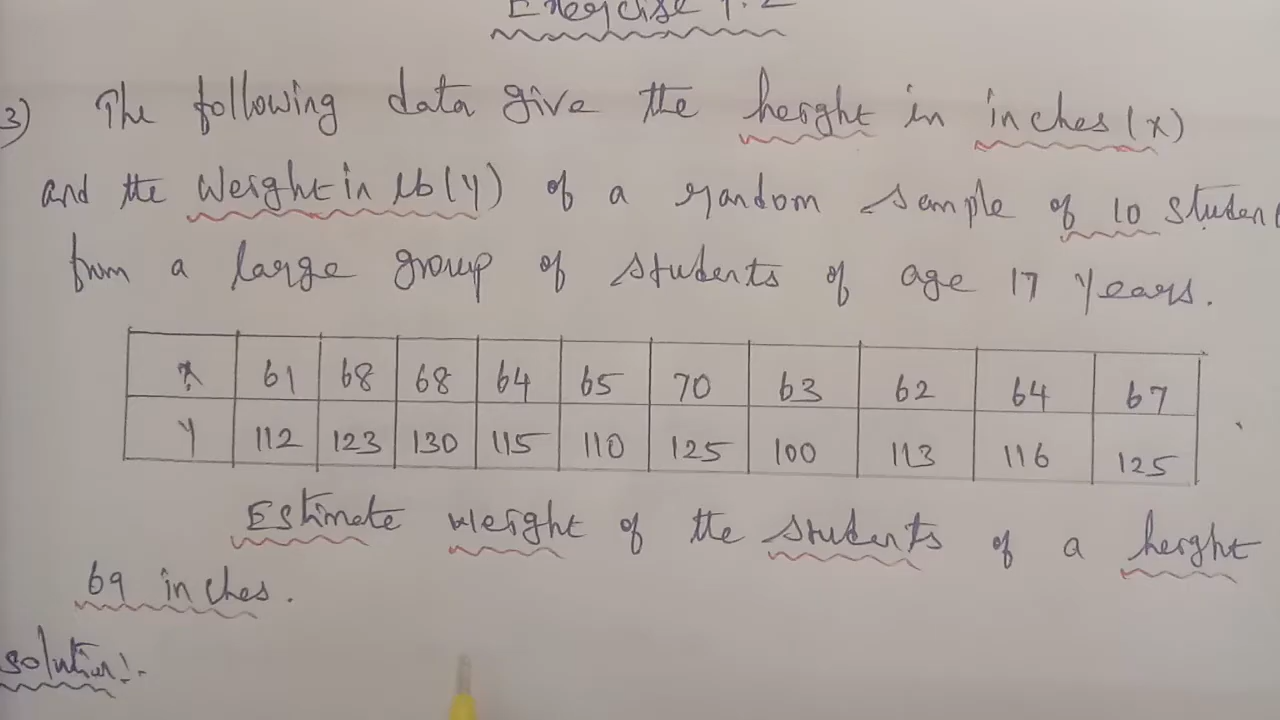 Exercise 9.2
3) The following data give the height in inches (x)
and the Weight in lb (y) of a random sample of 10 student
from a large group of students of age 17 years.
x 61 68 68 64 65 70 63 62 64 67
y 112 123 130 115 110 125 100 113 116 125
Estimate weight of the students of a height
69 inches.
solution:-